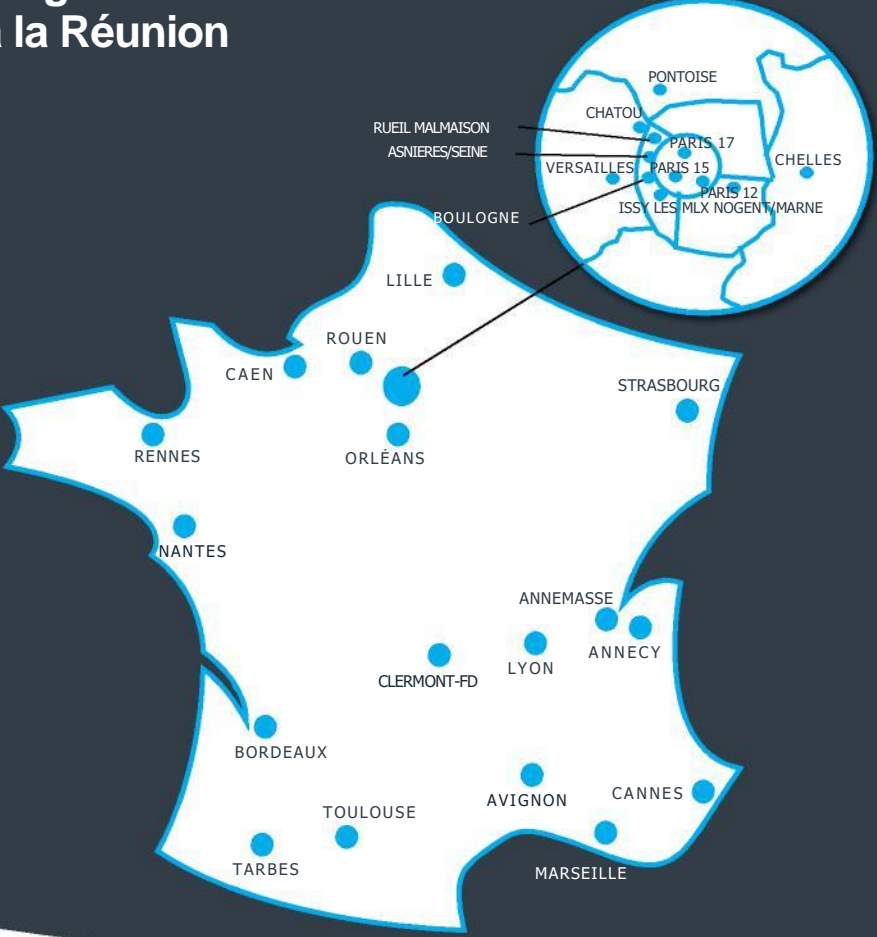 à la Réunion
PONTOISE
CHATOU
RUEIL MALMAISON
PARIS 17
ASNIERES/SEINE
VERSAILLES
PARIS 15
CHELLES
PARIS 12
ISSY LES MLX NOGENT/MARNE
BOULOGNE
LILLE
ROUEN
CAEN
STRASBOURG
RENNES
ORLÉANS
NANTES
ANNEMASSE
ANNECY
LYON
CLERMONT-FD
BORDEAUX
AVIGNON
CANNES
TOULOUSE
TARBES
MARSEILLE